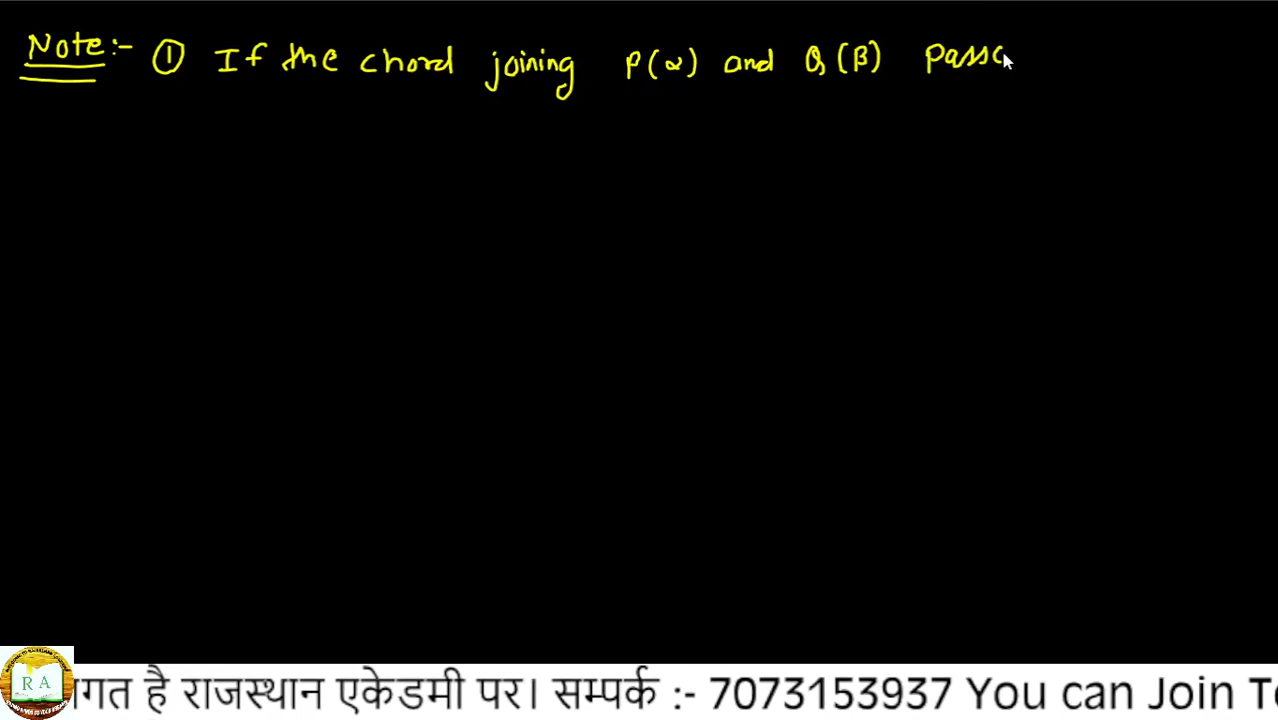 Note:- ① If the chord joining P(α) and Q(β) passe
R A
ागत है राजस्थान एकेडमी पर। सम्पर्क :- 7073153937 You can Join Te